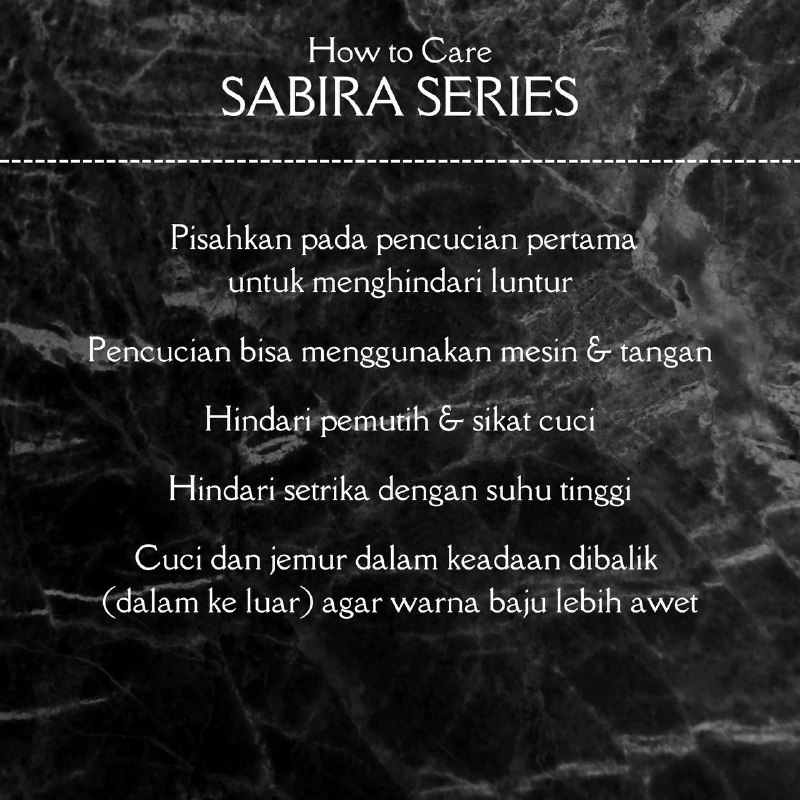 How to Care
SABIRA SERIES
Pisahkan pada pencucian pertama
untuk menghindari luntur
Pencucian bisa menggunakan mesin & tangan
Hindari pemutih & sikat cuci
Hindari setrika dengan suhu tinggi
Cuci dan jemur dalam keadaan dibalik
(dalam ke luar) agar warna baju lebih awet